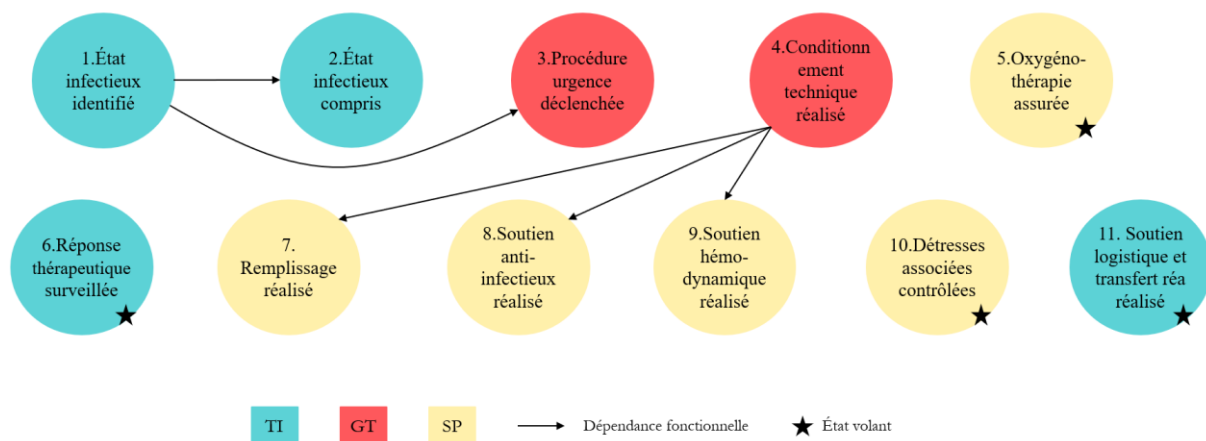 1.État
infectieux
identifié
2.État
infectieux
compris
3.Procédure
urgence
déclenchée
4.Conditionn
ement
technique
réalisé
5.Oxygéno-
thérapie
assurée
6.Réponse
thérapeutique
surveillée
7.
Remplissage
réalisé
8.Soutien
anti-
infectieux
réalisé
9.Soutien
hémo-
dynamique
réalisé
10.Détresses
associées
contrôlées
11. Soutien
logistique et
transfert réa
réalisé
TI
GT
SP
Dépendance fonctionnelle
État volant